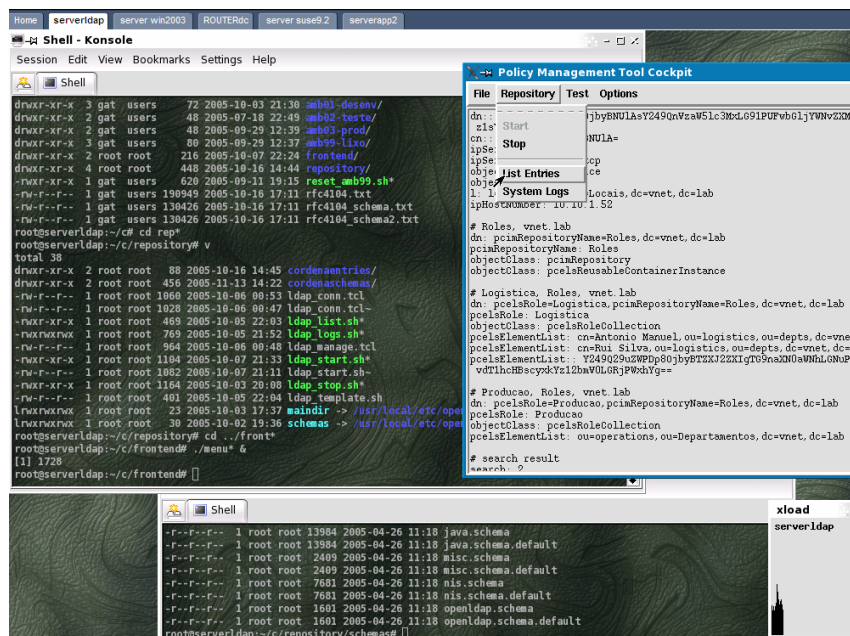 Home serverldap server win2003 ROUTERdc server suse9.2 serverapp2
Shell - Konsole
Session Edit View Bookmarks Settings Help
Shell
drwxr-xr-x 3 gat users 72 2005-10-03 21:30 amb01-desenv/
drwxr-xr-x 2 gat users 48 2005-07-18 22:49 amb02-teste/
drwxr-xr-x 2 gat users 48 2005-09-29 12:39 amb03-prod/
drwxr-xr-x 3 gat users 80 2005-09-29 12:37 amb99-lixo/
drwxr-xr-x 2 root root 216 2005-10-07 22:24 frontend/
drwxr-xr-x 4 root root 448 2005-10-16 14:44 repository/
-rwxr-xr-x 1 gat users 620 2005-09-11 19:13 reset_amb99.sh*
-rw-r--r-- 1 gat users 190949 2005-10-16 17:11 rfc4104.txt
-rw-r--r-- 1 gat users 130426 2005-10-16 17:11 rfc4104_schema.txt
-rw-r--r-- 1 gat users 130426 2005-10-16 17:11 rfc4104_schema2.txt
root@serverldap:~/c# cd rep*
root@serverldap:~/c/repository# v
total 38
drwxr-xr-x 2 root root 88 2005-10-16 14:45 cordenaentries/
drwxr-xr-x 2 root root 456 2005-11-13 14:22 cordenaschemas/
-rw-r--r-- 1 root root 1060 2005-10-06 00:53 ldap_conn.tcl
-rw-r--r-- 1 root root 1028 2005-10-06 00:47 ldap_conn.tcl~
-rwxr-xr-x 1 root root 469 2005-10-05 22:03 ldap_list.sh*
-rwxrwxrwx 1 root root 769 2005-10-05 21:52 ldap_logs.sh*
-rw-r--r-- 1 root root 964 2005-10-06 00:48 ldap_manage.tcl
-rwxr-xr-x 1 root root 1104 2005-10-07 21:33 ldap_start.sh*
-rwxr-xr-x 1 root root 1082 2005-10-07 21:11 ldap_start.sh~
-rwxr-xr-x 1 root root 1164 2005-10-03 20:08 ldap_stop.sh*
-rw-r--r-- 1 root root 401 2005-10-05 22:04 ldap_template.sh
lrwxrwxrwx 1 root root 23 2005-10-03 17:37 maindir -> /usr/local/etc/ope
lrwxrwxrwx 1 root root 30 2005-10-02 19:36 schemas -> /usr/local/etc/ope
root@serverldap:~/c/repository# cd ../front*
root@serverldap:~/c/frontend# ./menu* &
[1] 1728
root@serverldap:~/c/frontend#
Policy Management Tool Cockpit
File Repository Test Options
Start
Stop
List Entries
System Logs
dn::
cn::
ipHostNumber: 10.10.1.52
# Roles, vnet.lab
dn: pcimRepositoryName=Roles,dc=vnet,dc=lab
pcimRepositoryName: Roles
objectClass: pcimRepository
objectClass: pcelsReusableContainerInstance
# Logistica, Roles, vnet.lab
dn: pcelsRole=Logistica,pcimRepositoryName=Roles,dc=vnet,dc=lab
pcelsRole: Logistica
objectClass: pcelsRoleCollection
pcelsElementList: cn=Antonio Manuel,ou=logistics,ou=depts,dc=vne
pcelsElementList: cn=Rui Silva,ou=logistics,ou=depts,dc=vnet,dc=
pcelsElementList::
# Producao, Roles, vnet.lab
dn: pcelsRole=Producao,pcimRepositoryName=Roles,dc=vnet,dc=lab
pcelsRole: Producao
objectClass: pcelsRoleCollection
pcelsElementList: ou=operations,ou=Departamentos,dc=vnet,dc=lab
# search result
search: 2
Shell
-r--r--r-- 1 root root 13984 2005-04-26 11:18 java.schema
-r--r--r-- 1 root root 13984 2005-04-26 11:18 java.schema.default
-r--r--r-- 1 root root 2409 2005-04-26 11:18 misc.schema
-r--r--r-- 1 root root 2409 2005-04-26 11:18 misc.schema.default
-r--r--r-- 1 root root 7681 2005-04-26 11:18 nis.schema
-r--r--r-- 1 root root 7681 2005-04-26 11:18 nis.schema.default
-r--r--r-- 1 root root 1601 2005-04-26 11:18 openldap.schema
-r--r--r-- 1 root root 1601 2005-04-26 11:18 openldap.schema.default
root@serverldap:~/c/repository/schemas#
xload
serverldap